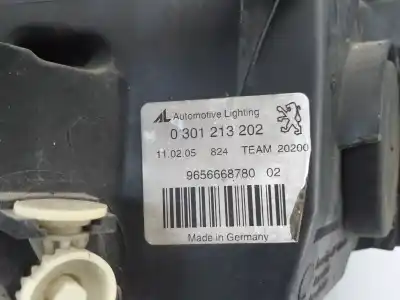 AL Automotive Lighting
0 301 213 202
11.02.05 824 TEAM 20200
9656668780 02
Made in Germany